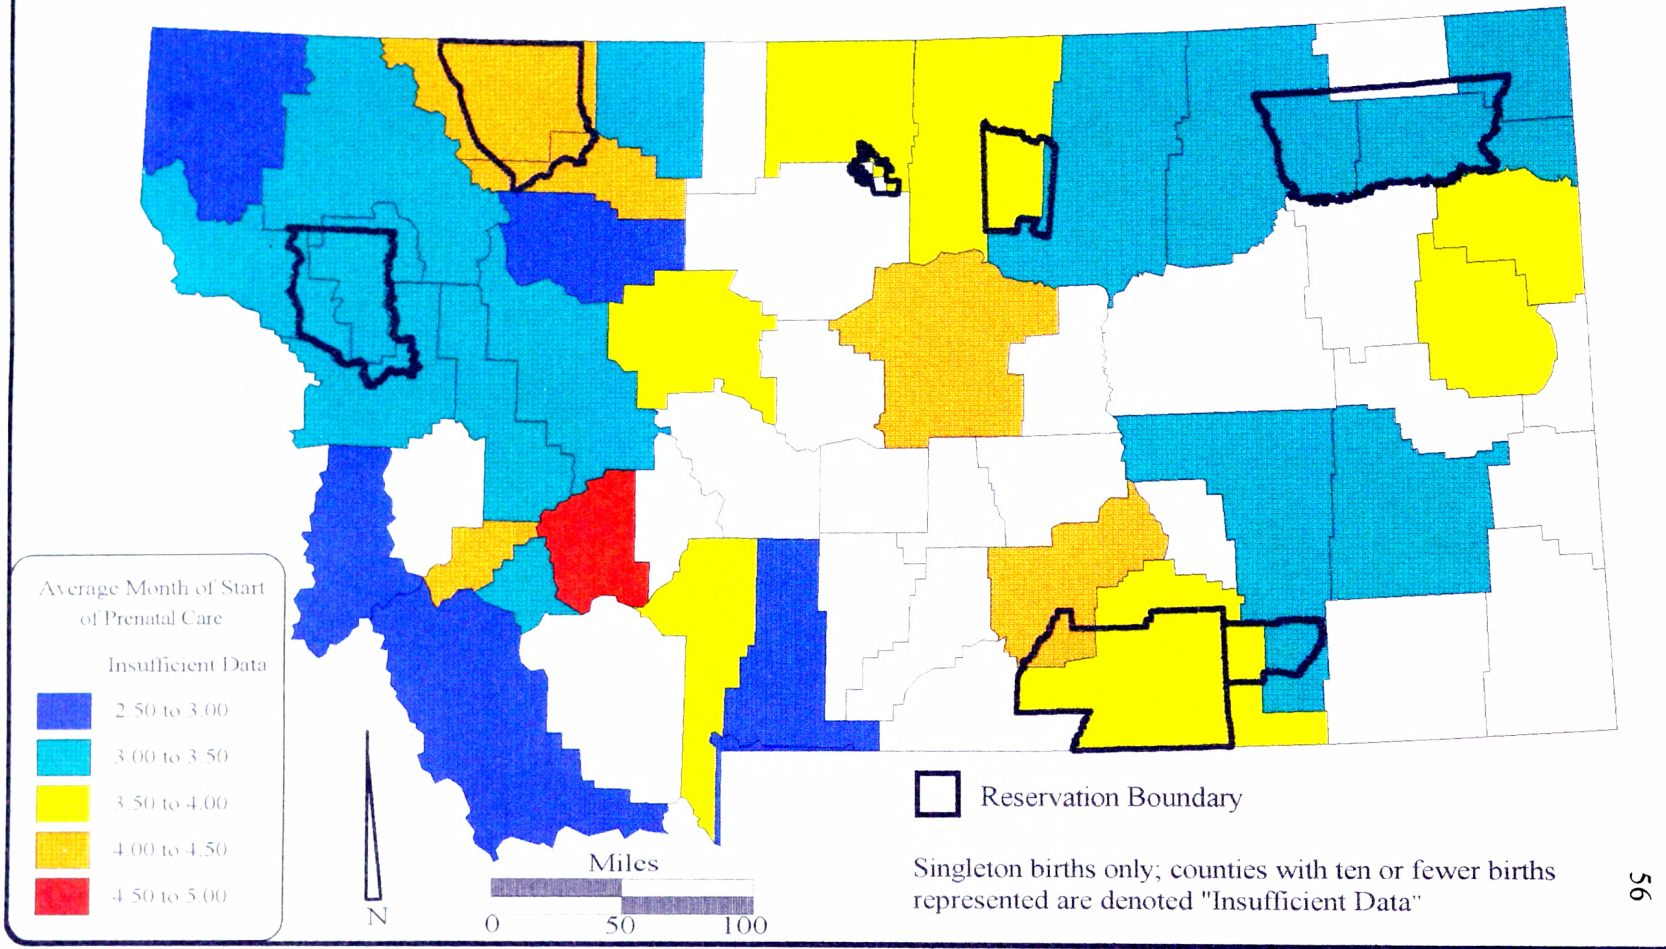 Average Month of Start
of Prenatal Care
Insufficient Data
2.50 to 3.00
3.00 to 3.50
3.50 to 4.00
4.00 to 4.50
4.50 to 5.00
N
Miles
0 50 100
Reservation Boundary
Singleton births only; counties with ten or fewer births
represented are denoted "Insufficient Data"
56